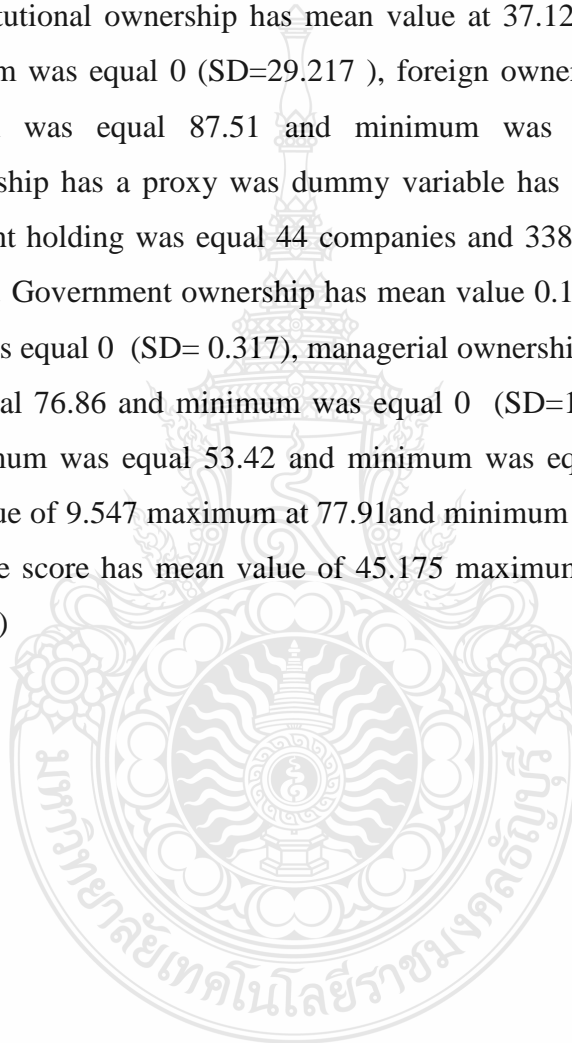 tutional ownership has mean value at 37.12
m was equal 0 (SD=29.217 ), foreign owner
was equal 87.51 and minimum was
ship has a proxy was dummy variable has
nt holding was equal 44 companies and 338
Government ownership has mean value 0.1
s equal 0 (SD= 0.317), managerial ownershi
al 76.86 and minimum was equal 0 (SD=1
num was equal 53.42 and minimum was eq
ue of 9.547 maximum at 77.91and minimum
e score has mean value of 45.175 maximum
)
มหาวิทยาลัยเทคโนโลยีราชมงคลธัญบุรี